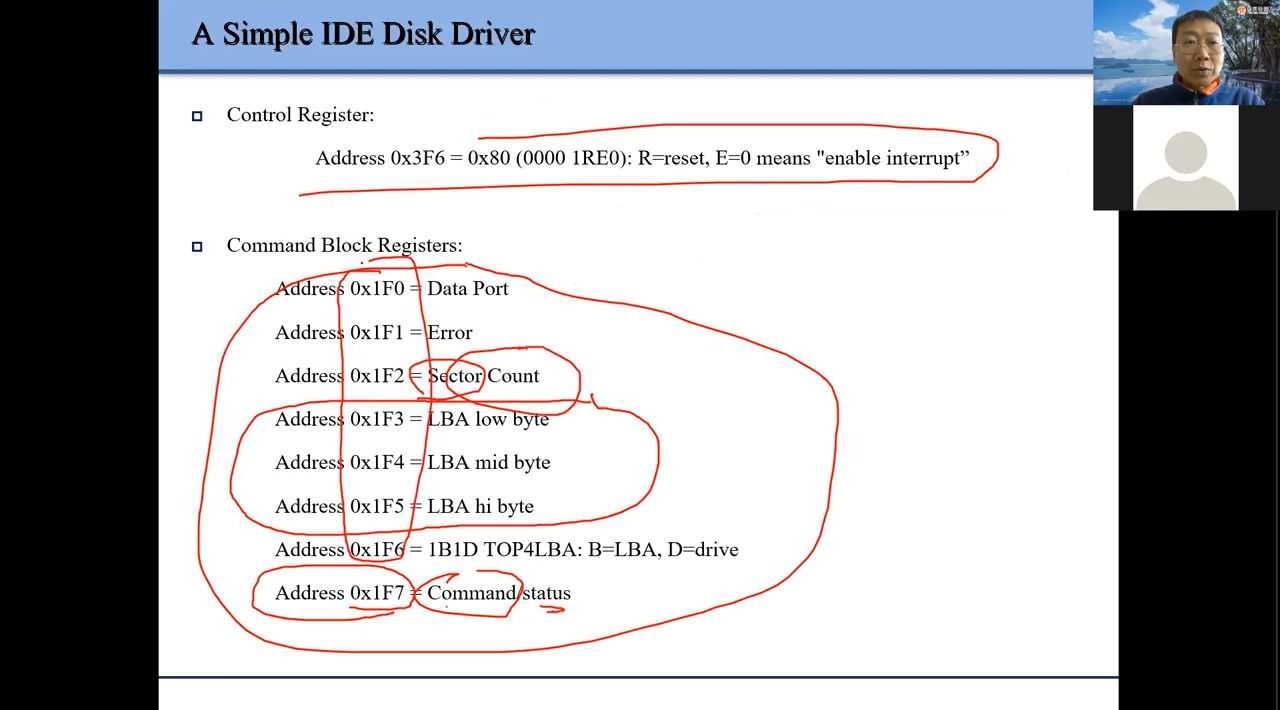 A Simple IDE Disk Driver
Control Register:
Address 0x3F6 = 0x80 (0000 1RE0): R=reset, E=0 means "enable interrupt”
Command Block Registers:
Address 0x1F0 = Data Port
Address 0x1F1 = Error
Address 0x1F2 = Sector Count
Address 0x1F3 = LBA low byte
Address 0x1F4 = LBA mid byte
Address 0x1F5 = LBA hi byte
Address 0x1F6 = 1B1D TOP4LBA: B=LBA, D=drive
Address 0x1F7 = Command/status